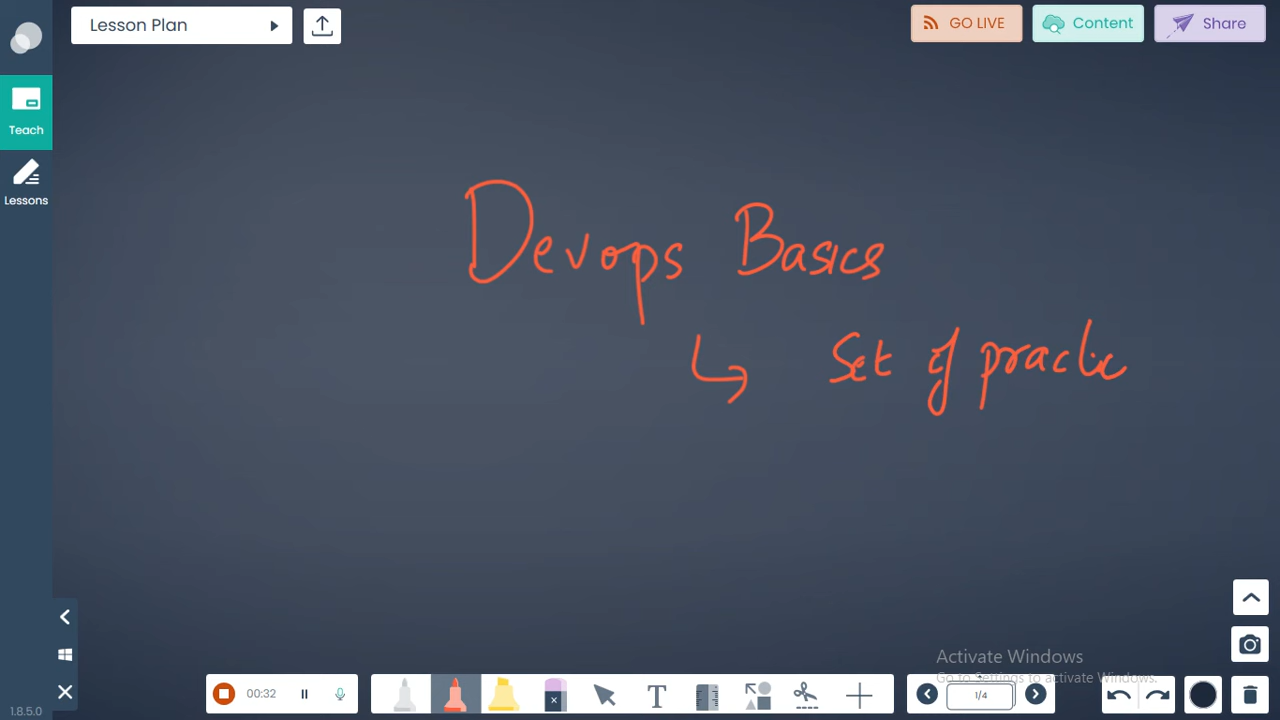 Lesson Plan
GO LIVE
Content
Share
Teach
Lessons
Devops Basics
Set of practic
Activate Windows
Go to Settings to activate Windows.
00:32
1/4
1.8.5.0